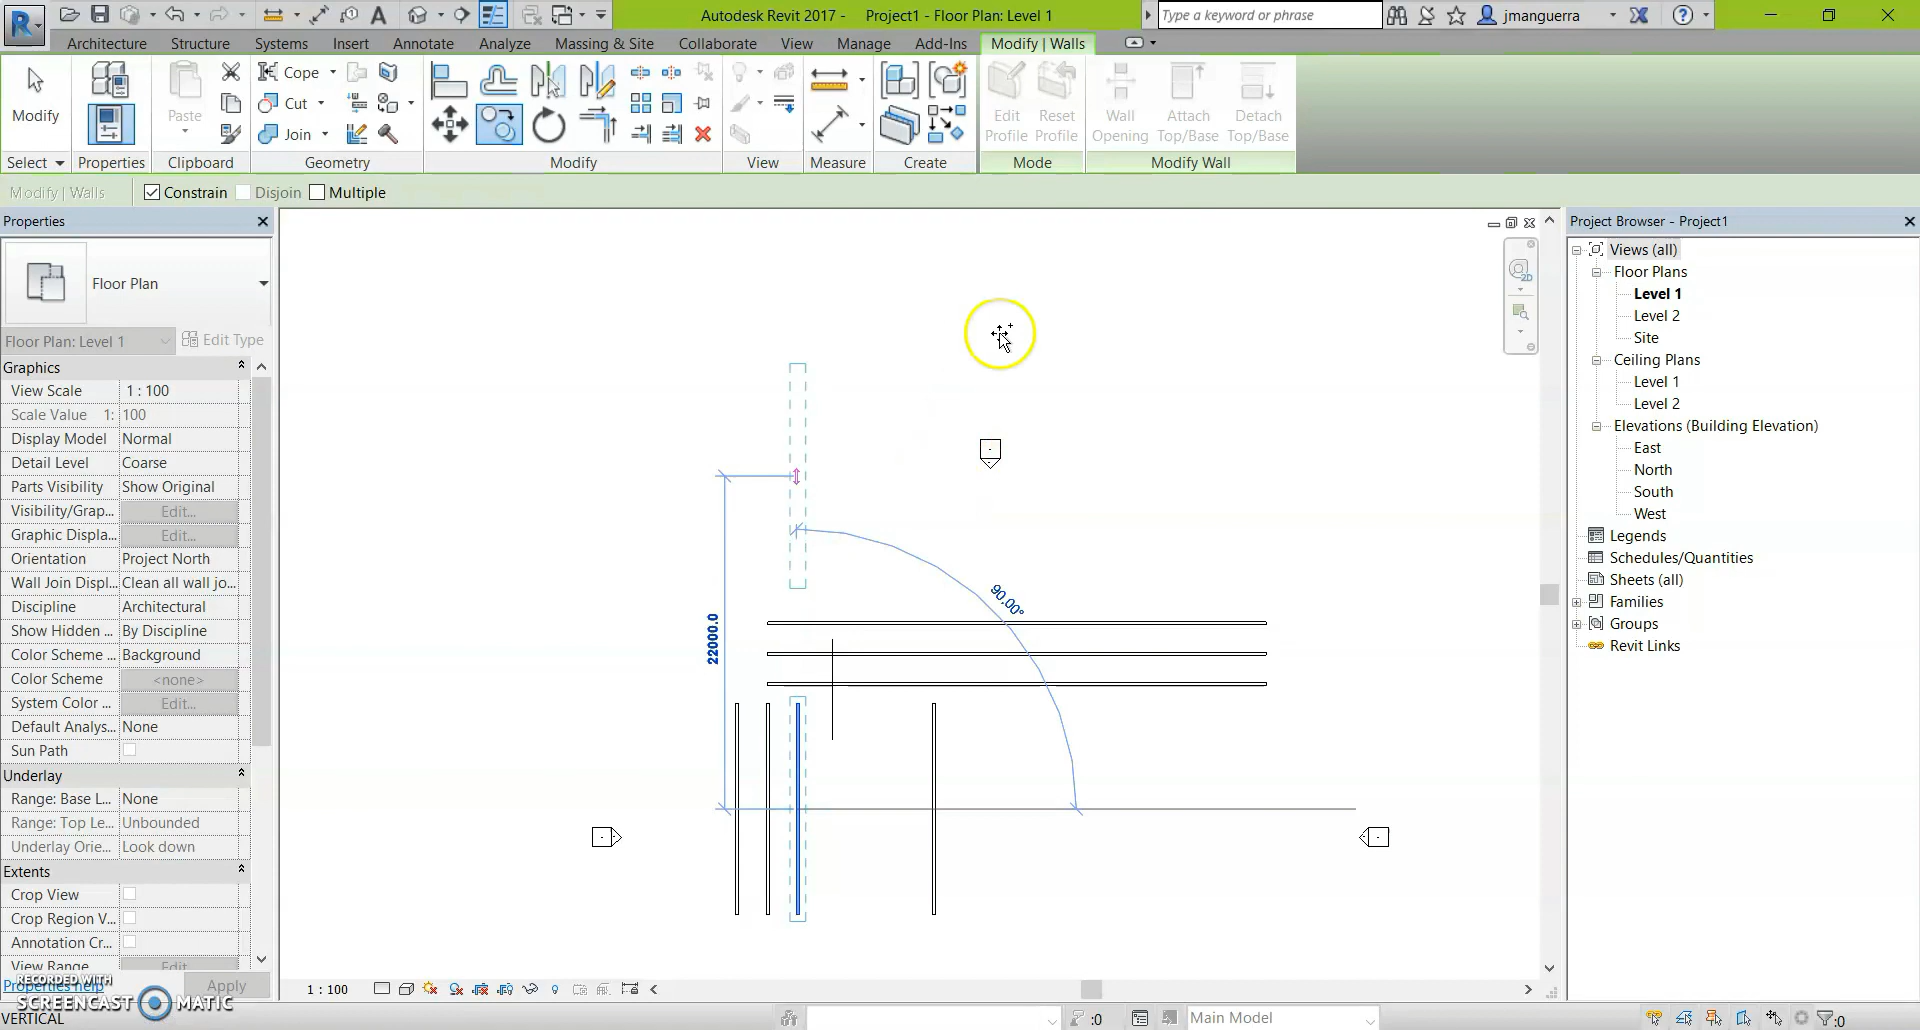 Autodesk Revit 2017 -    Project1 - Floor Plan: Level 1
Type a keyword or phrase
jmanguerra
Architecture Structure Systems Insert Annotate Analyze Massing & Site Collaborate View Manage Add-Ins Modify | Walls
Modify
Paste
Cope
Cut
Join
Edit Profile
Reset Profile
Wall Opening
Attach Top/Base
Detach Top/Base
Select Properties Clipboard Geometry Modify View Measure Create Mode Modify Wall
Modify | Walls Constrain Disjoin Multiple
Properties
Floor Plan
Floor Plan: Level 1 Edit Type
Graphics
View Scale 1 : 100
Scale Value 1: 100
Display Model Normal
Detail Level Coarse
Parts Visibility Show Original
Visibility/Grap... Edit...
Graphic Displa... Edit...
Orientation Project North
Wall Join Displ... Clean all wall jo...
Discipline Architectural
Show Hidden ... By Discipline
Color Scheme ... Background
Color Scheme <none>
System Color ... Edit...
Default Analys... None
Sun Path
Underlay
Range: Base L... None
Range: Top Le... Unbounded
Underlay Orie... Look down
Extents
Crop View
Crop Region V...
Annotation Cr...
View Range Edit...
Properties help Apply
RECORDED WITH
SCREENCAST MATIC
VERTICAL
22000.0
90.00°
1 : 100
:0
Main Model
:0
Project Browser - Project1
Views (all)
Floor Plans
Level 1
Level 2
Site
Ceiling Plans
Level 1
Level 2
Elevations (Building Elevation)
East
North
South
West
Legends
Schedules/Quantities
Sheets (all)
Families
Groups
Revit Links
2D